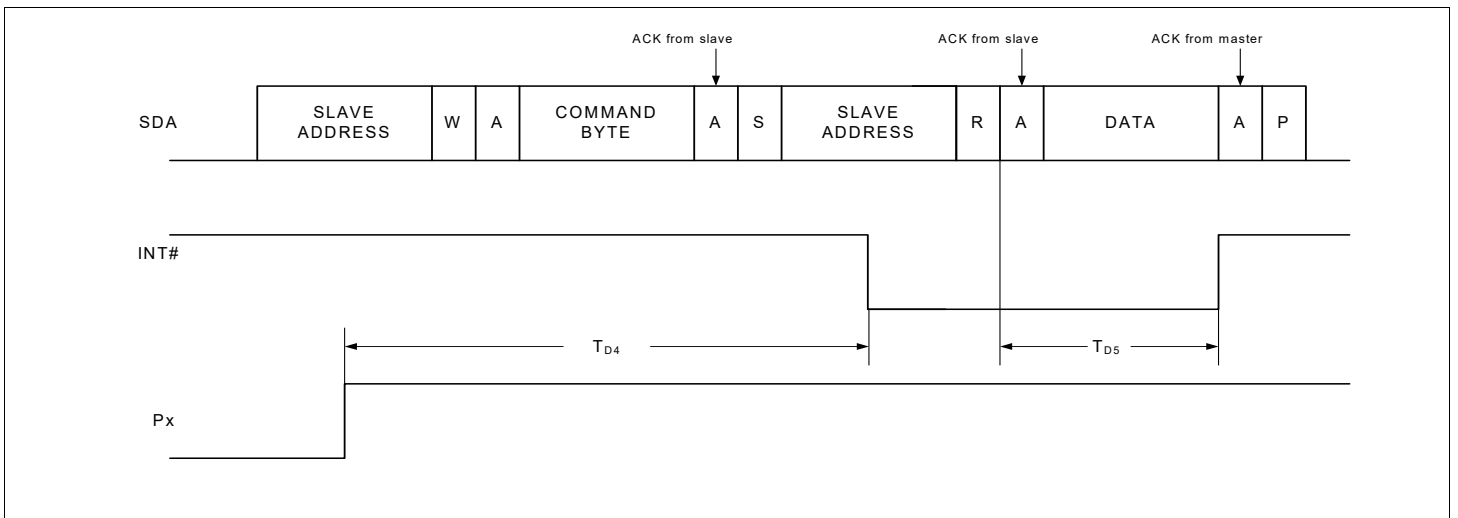 ACK from slave
ACK from slave
ACK from master
SDA
SLAVE
ADDRESS
W
A
COMMAND
BYTE
A
S
SLAVE
ADDRESS
R
A
DATA
A
P
INT#
TD4
TD5
Px